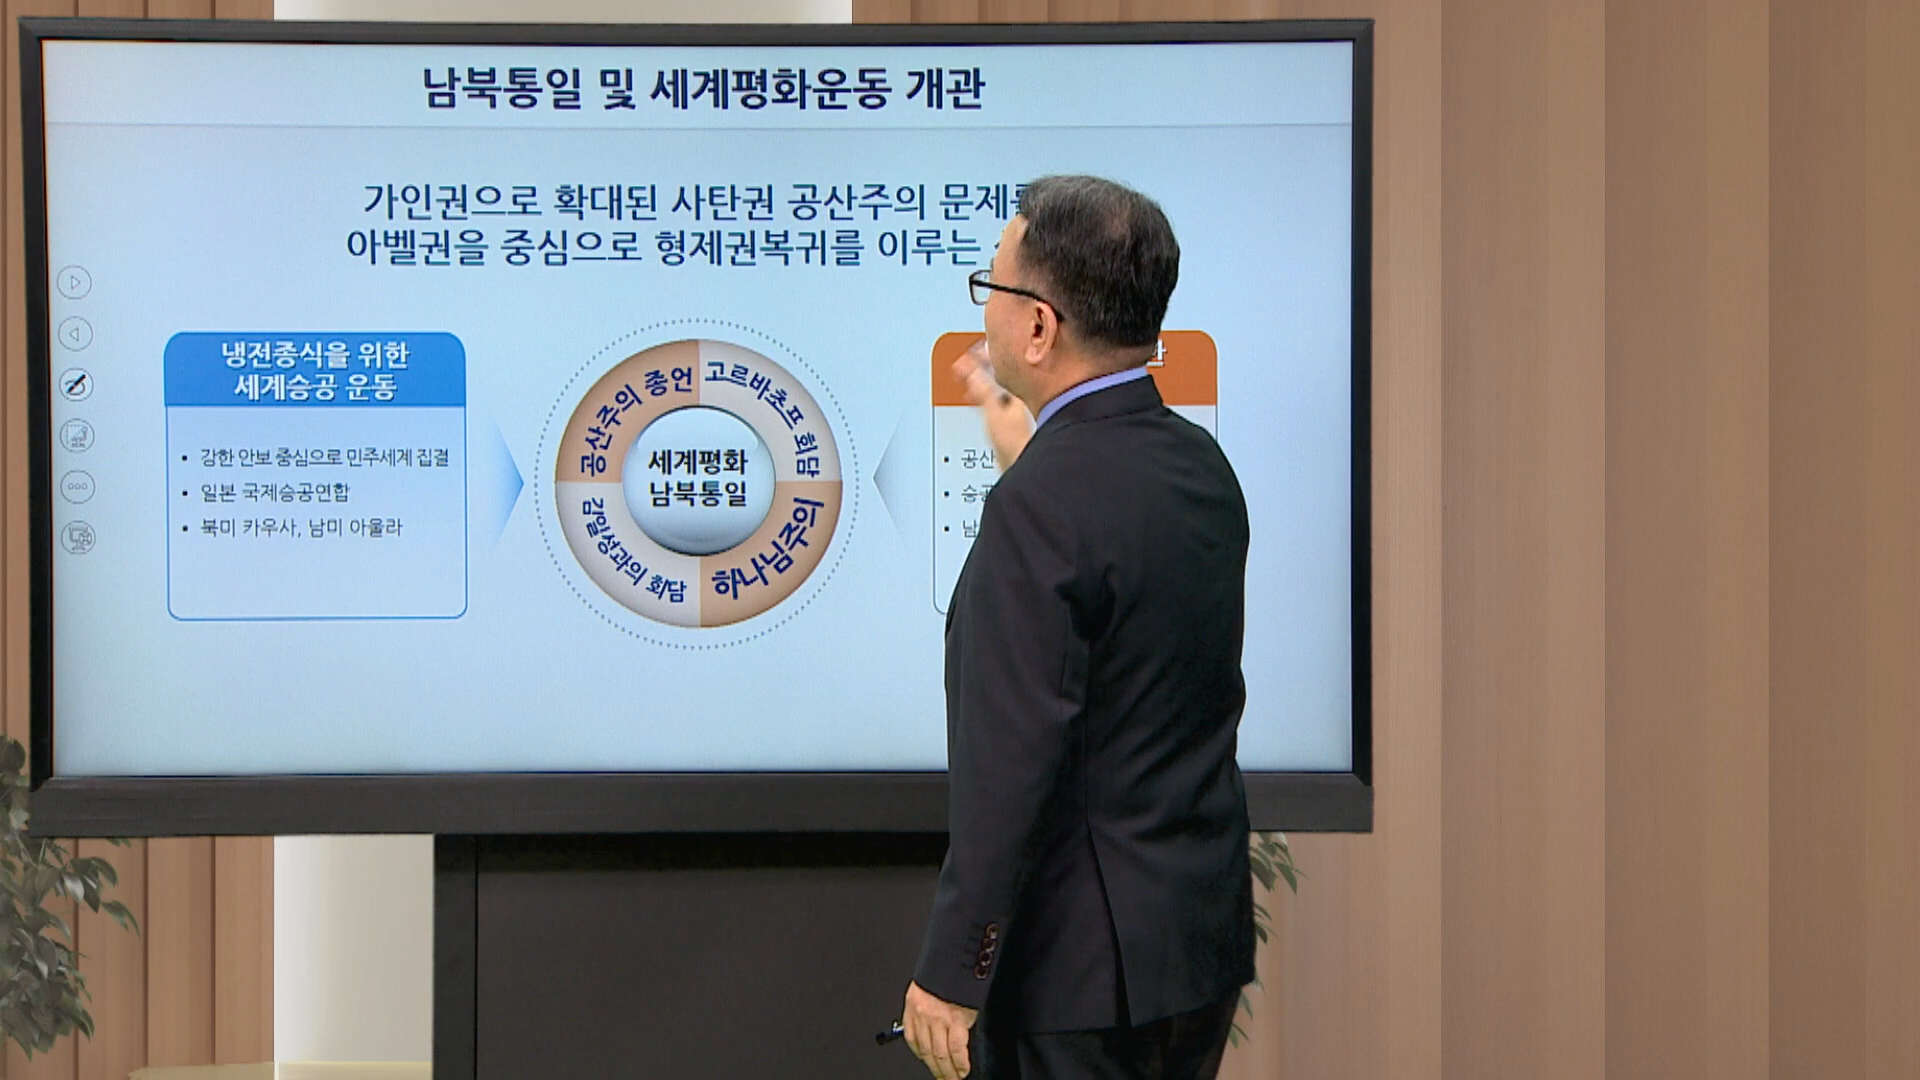 남북통일 및 세계평화운동 개관
가인권으로 확대된 사탄권 공산주의 문제를
아벨권을 중심으로 형제권복귀를 이루는
냉전종식을 위한
세계승공 운동
강한 안보 중심으로 민주세계 집결
일본 국제승공연합
북미 카우사, 남미 아울라
공산주의 종언
고르바초프 회담
김일성과의 회담
하나님주의
세계평화
남북통일